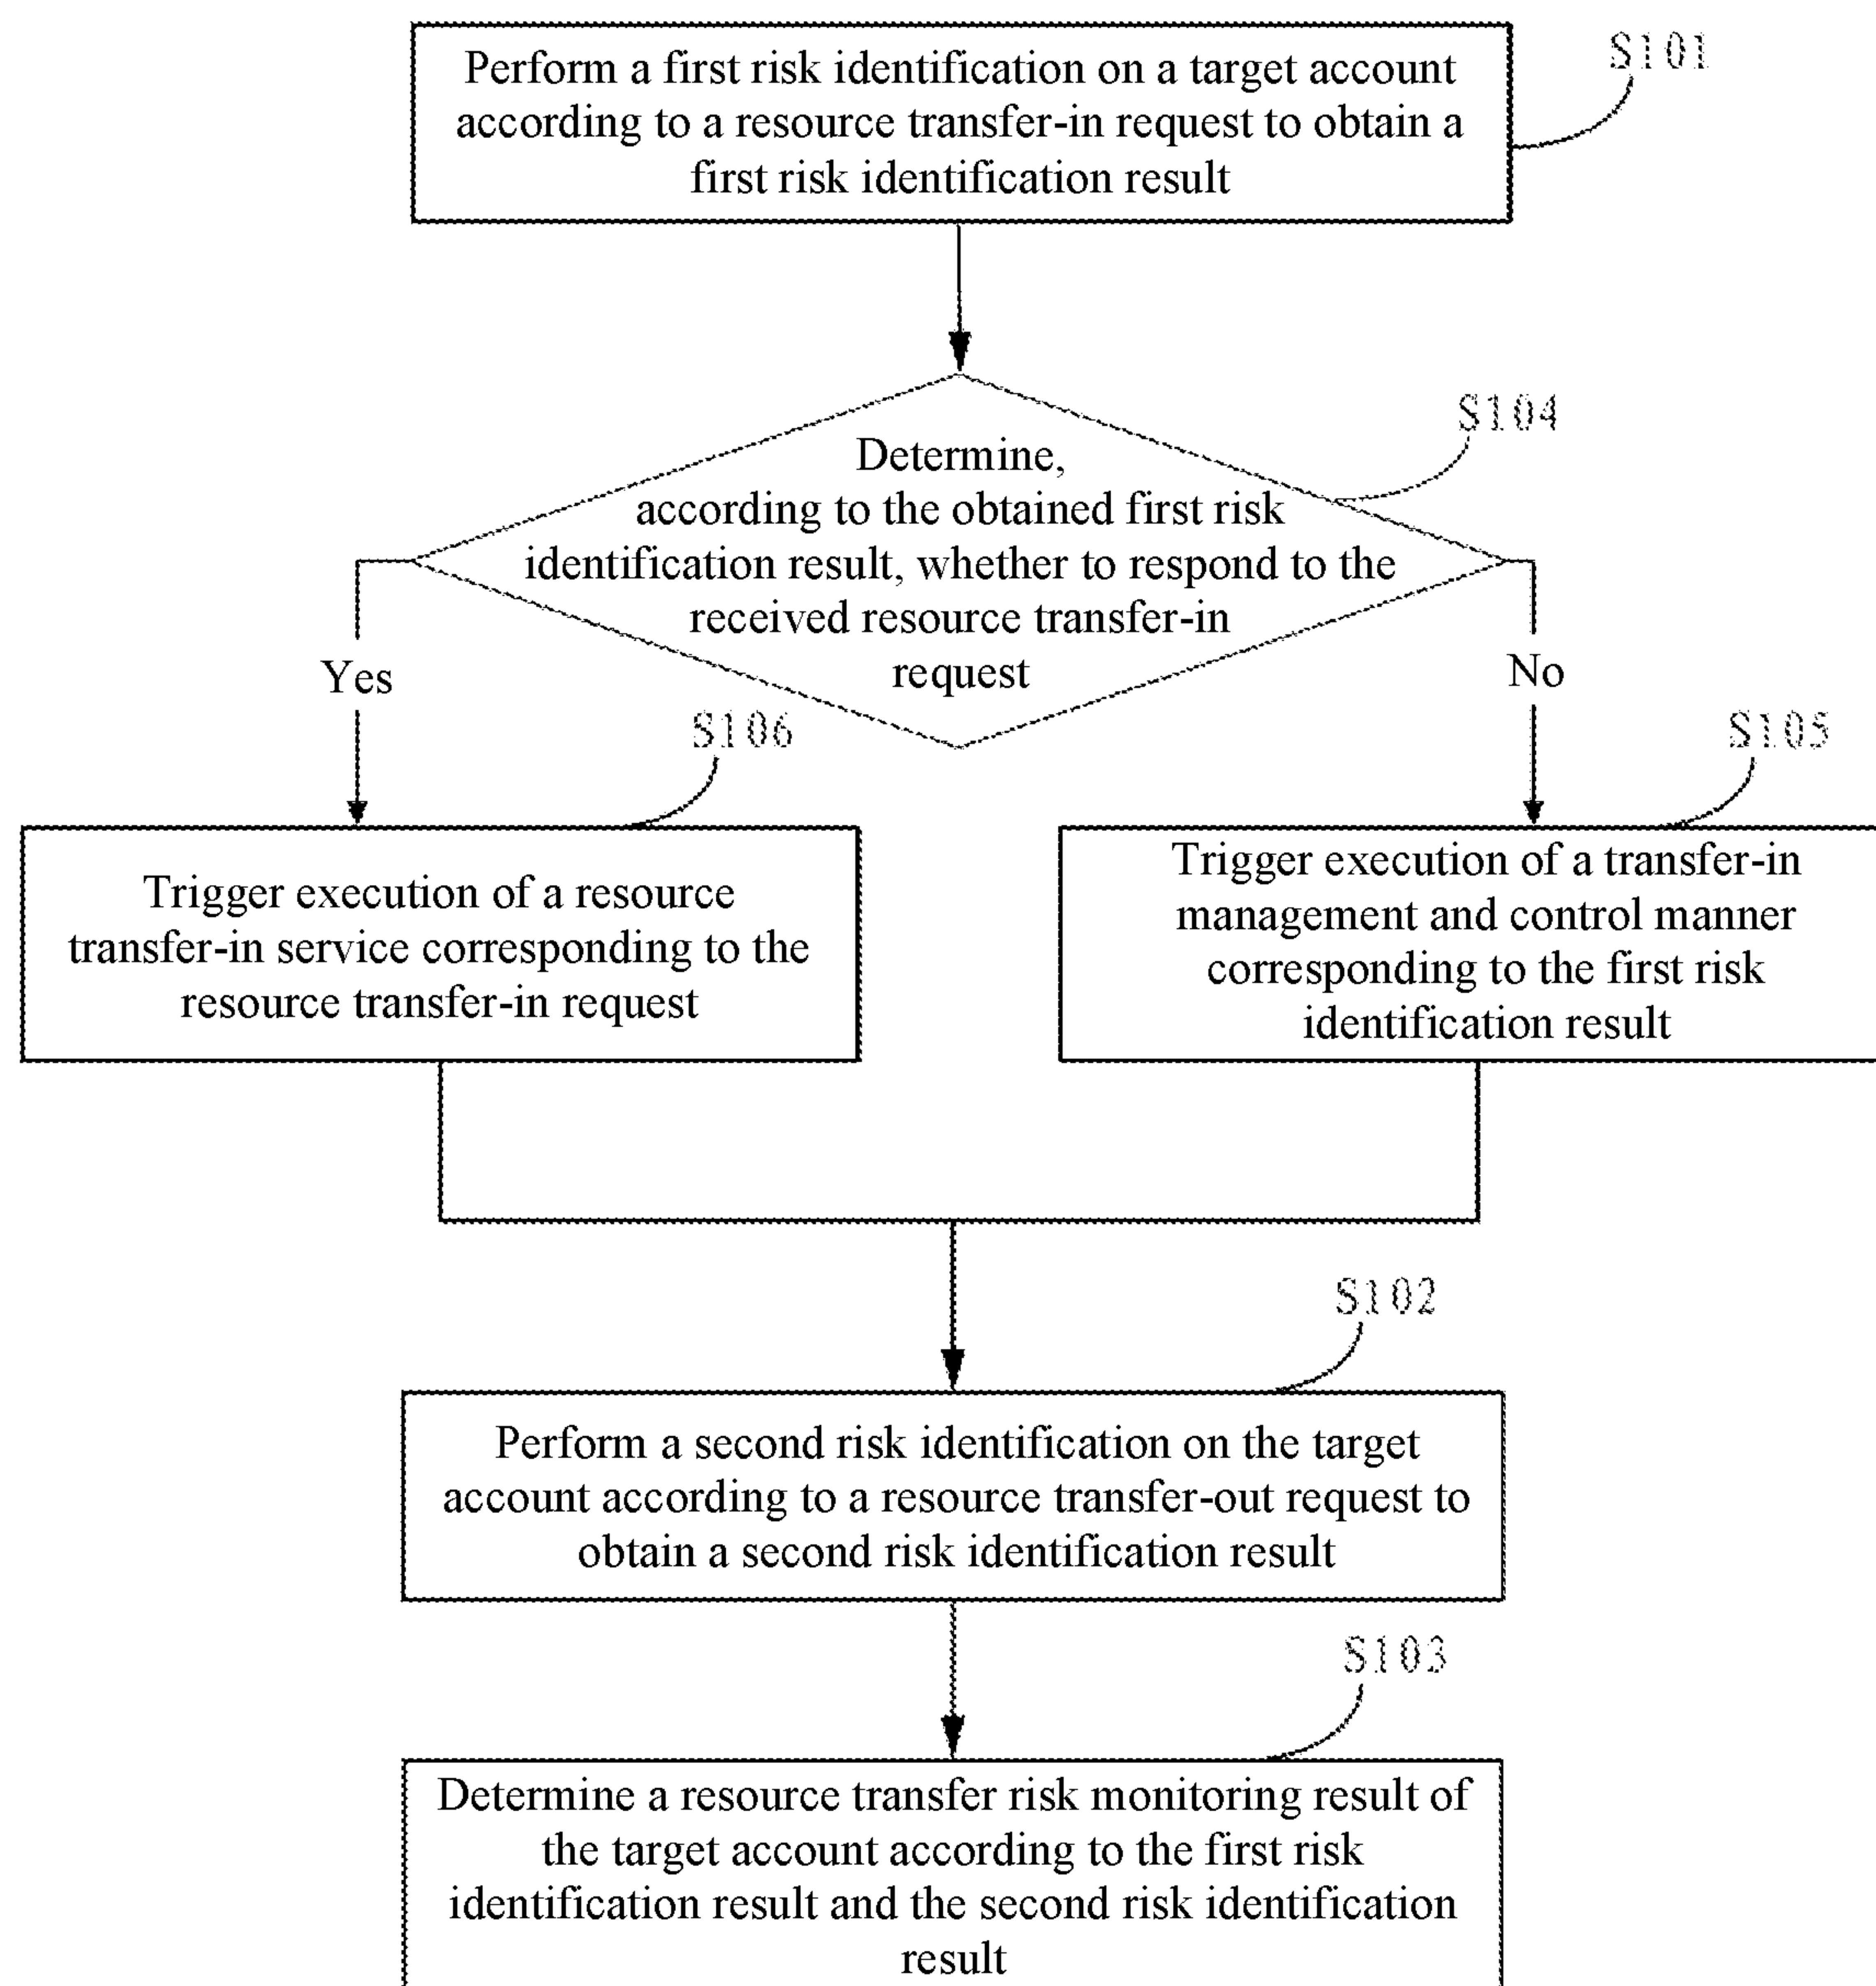 Perform a first risk identification on a target account
according to a resource transfer-in request to obtain a
first risk identification result
S101
Determine,
according to the obtained first risk
identification result, whether to respond to the
received resource transfer-in
request
S104
Yes
No
S106
S105
Trigger execution of a resource
transfer-in service corresponding to the
resource transfer-in request
Trigger execution of a transfer-in
management and control manner
corresponding to the first risk
identification result
S102
Perform a second risk identification on the target
account according to a resource transfer-out request to
obtain a second risk identification result
S103
Determine a resource transfer risk monitoring result of
the target account according to the first risk
identification result and the second risk identification
result